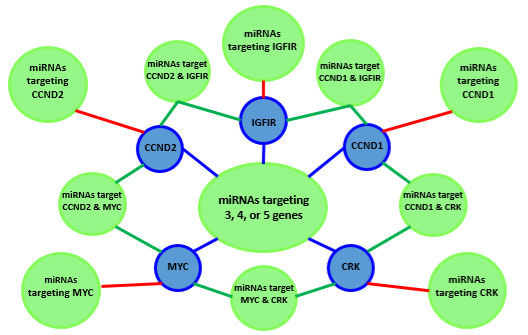 miRNAs
targeting IGFIR
miRNAs target
CCND2 & IGFIR
miRNAs target
CCND1 & IGFIR
miRNAs
targeting
CCND2
miRNAs
targeting
CCND1
IGFIR
CCND2
CCND1
miRNAs target
CCND2 & MYC
miRNAs targeting
3, 4, or 5 genes
miRNAs target
CCND1 & CRK
MYC
CRK
miRNAs
targeting MYC
miRNAs target
MYC & CRK
miRNAs
targeting CRK